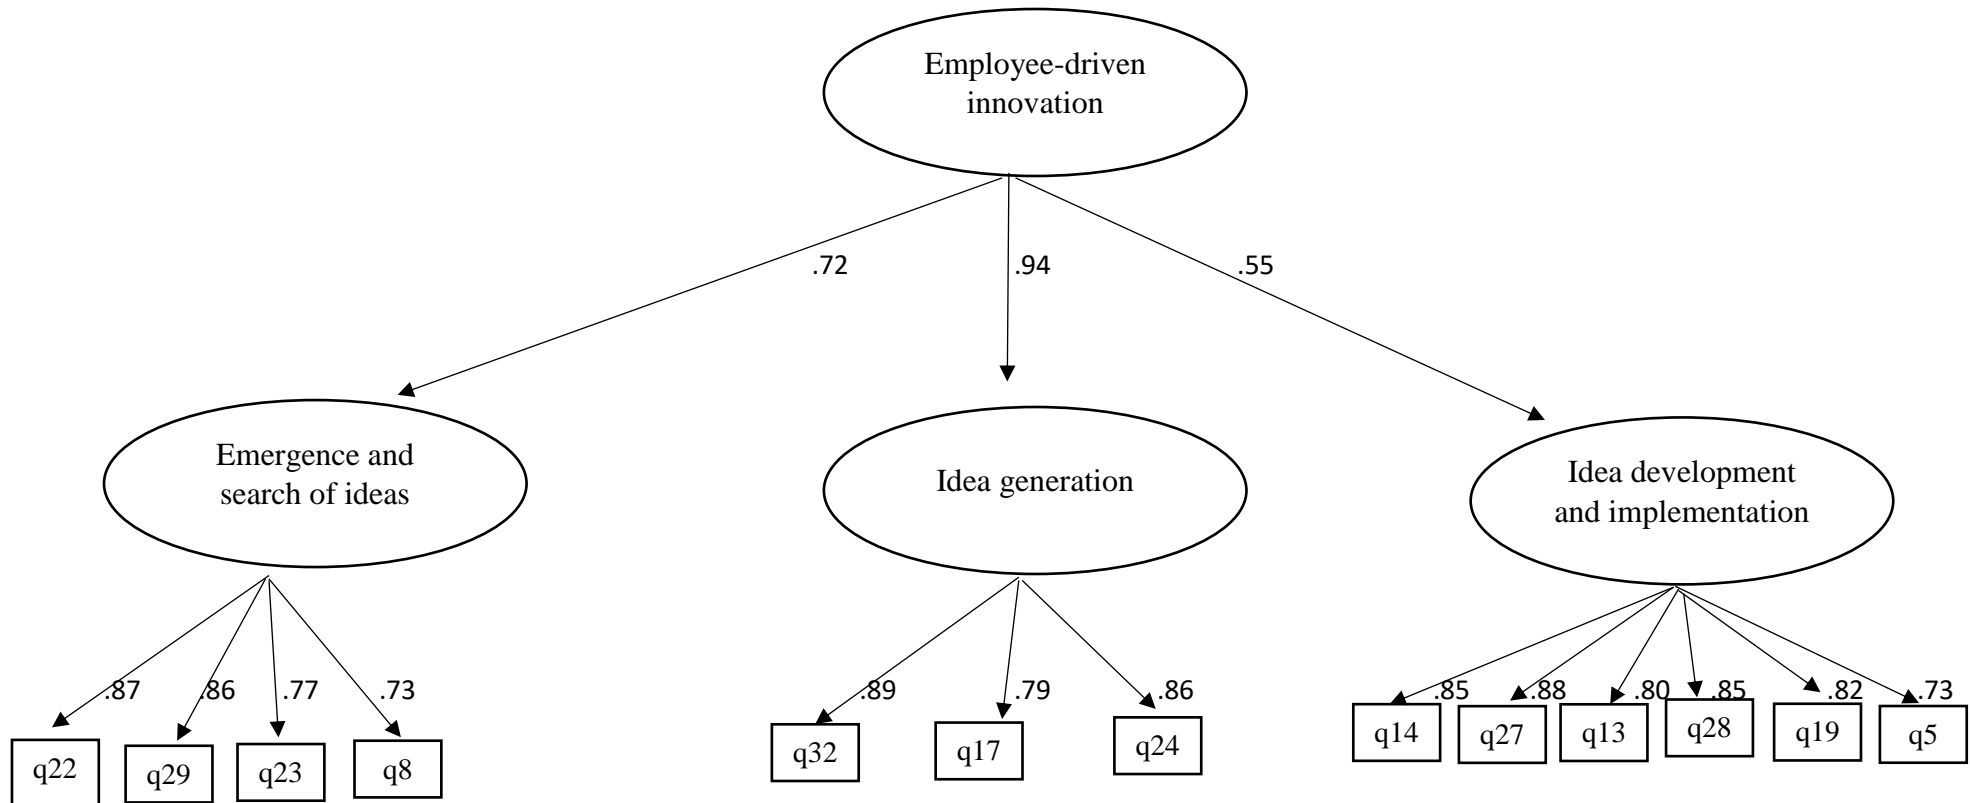 Employee-driven
innovation
.72
.94
.55
Emergence and
search of ideas
Idea generation
Idea development
and implementation
.87
.86
.77
.73
.89
.79
.86
.85
.88
.80
.85
.82
.73
q22
q29
q23
q8
q32
q17
q24
q14
q27
q13
q28
q19
q5